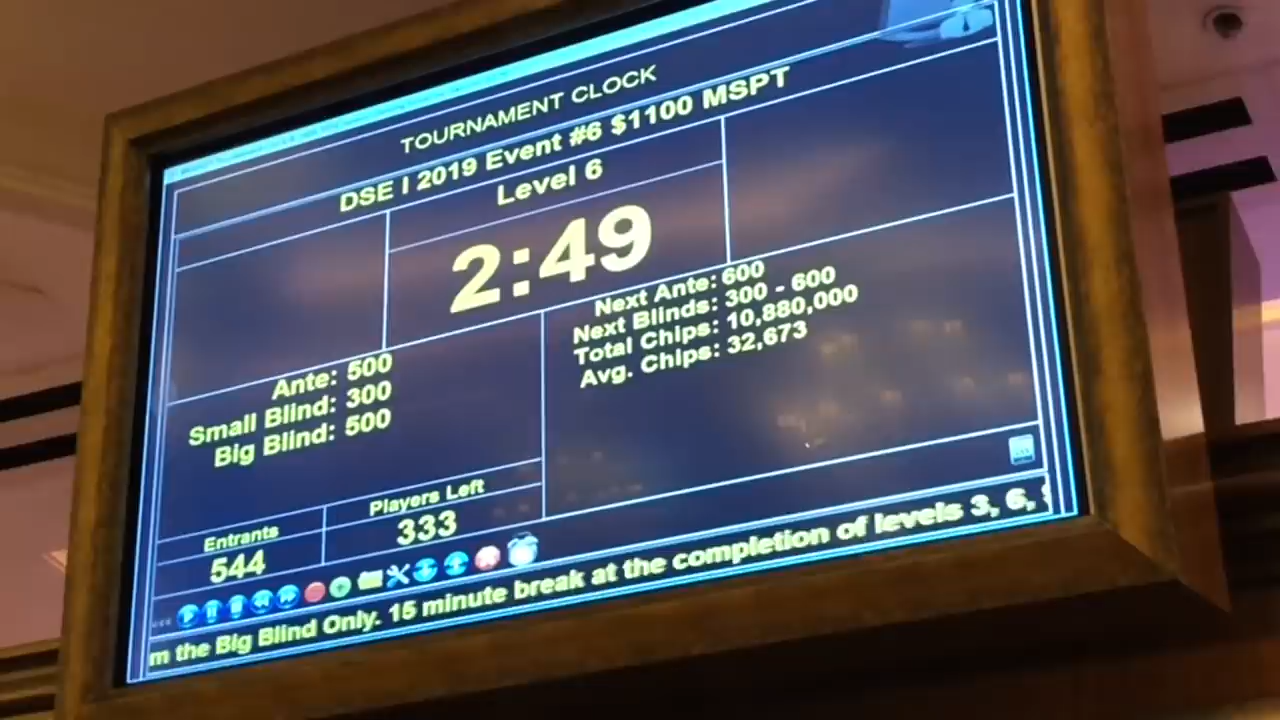 TOURNAMENT CLOCK
DSE I 2019 Event #6 $1100 MSPT
Level 6
2:49
Next Ante: 600
Next Blinds: 300 - 600
Total Chips: 10,880,000
Avg. Chips: 32,673
Ante: 500
Small Blind: 300
Big Blind: 500
Entrants
544
Players Left
333
m the Big Blind Only. 15 minute break at the completion of levels 3, 6,